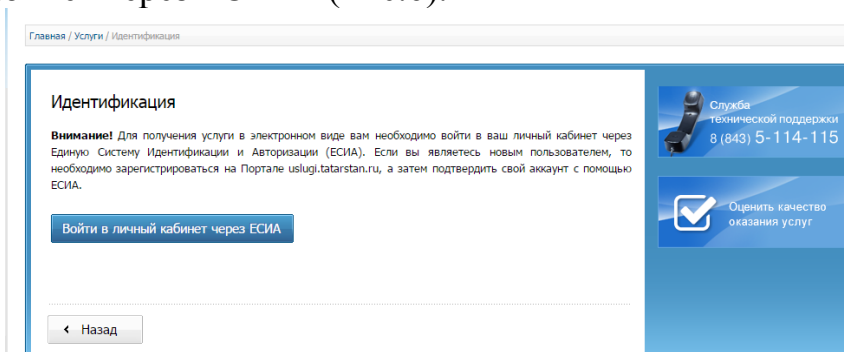 Главная / Услуги / Идентификация
Идентификация
Внимание! Для получения услуги в электронном виде вам необходимо войти в ваш личный кабинет через
Единую Систему Идентификации и Авторизации (ЕСИА). Если вы являетесь новым пользователем, то
необходимо зарегистрироваться на Портале uslugi.tatarstan.ru, а затем подтвердить свой аккаунт с помощью
ЕСИА.
Войти в личный кабинет через ЕСИА
Назад
Служба
технической поддержки
8 (843) 5-114-115
Оценить качество
оказания услуг